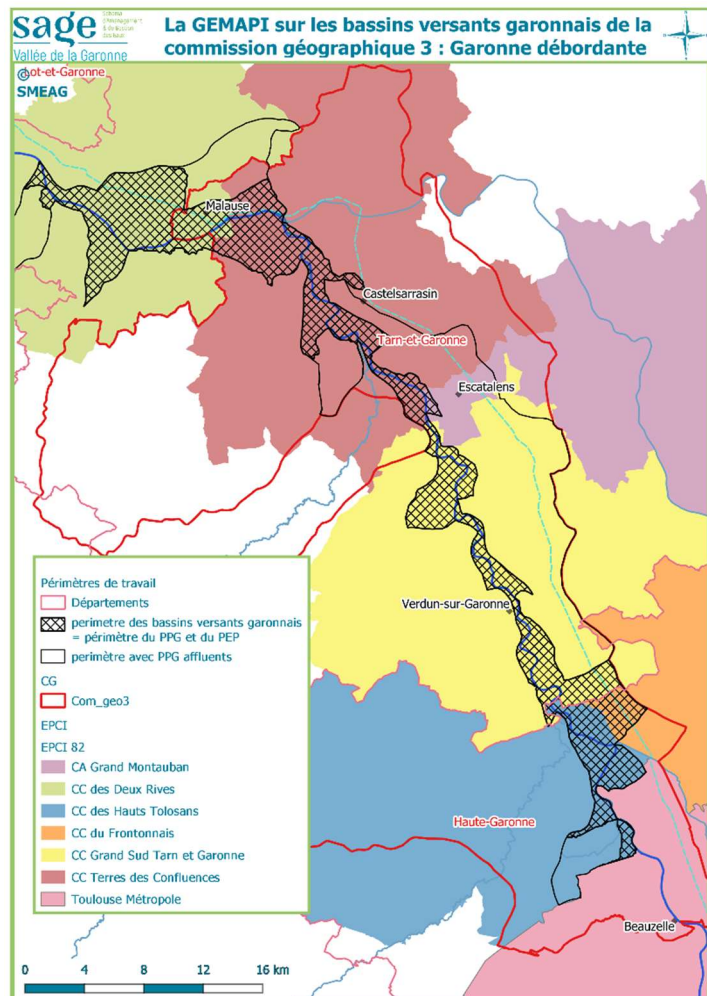 sage
Vallée de la Garonne
La GEMAPI sur les bassins versants garonnais de la
commission géographique 3 : Garonne débordante
© Lot-et-Garonne
SMEAG
Malause
Castelsarrasin
Tarn-et-Garonne
Escatalens
Verdun-sur-Garonne
Haute-Garonne
Beauzelle
Périmètres de travail
Départements
perimetre des bassins versants garonnais
= périmètre du PPG et du PEP
perimètre avec PPG affluents
CG
Com_geo3
EPCI
EPCI 82
CA Grand Montauban
CC des Deux Rives
CC des Hauts Tolosans
CC du Frontonnais
CC Grand Sud Tarn et Garonne
CC Terres des Confluences
Toulouse Métropole
0 4 8 12 16 km